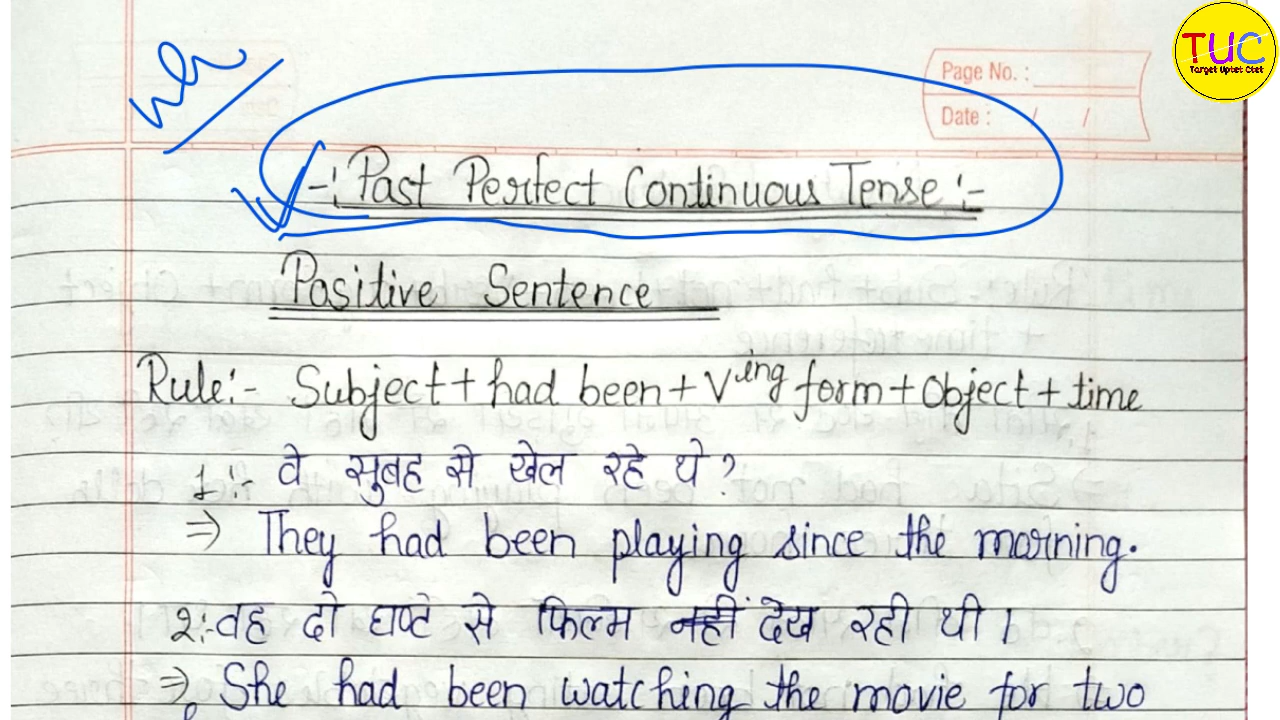 TUC
Target Uptet Ctet
Page No. :
Date : / /
-: Past Perfect Continuous Tense :-
Positive Sentence
Rule:- Subject + had been + V ing form + Object + time
1:- वे सुबह से खेल रहे थे ?
⇒ They had been playing since the morning.
2:- वह दो घण्टे से फिल्म नहीं देख रही थी ।
⇒ She had been watching the movie for two